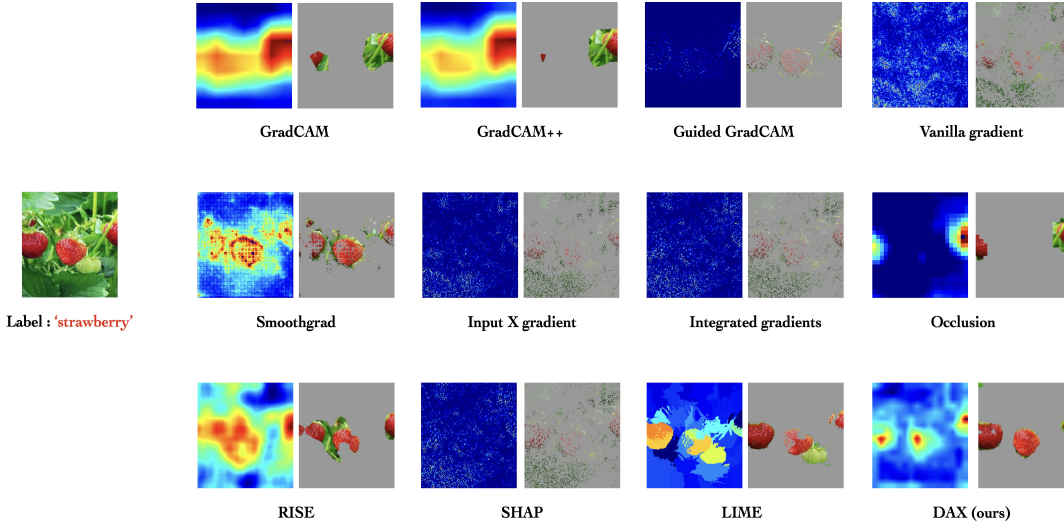 GradCAM
GradCAM++
Guided GradCAM
Vanilla gradient
Label : 'strawberry'
Smoothgrad
Input X gradient
Integrated gradients
Occlusion
RISE
SHAP
LIME
DAX (ours)